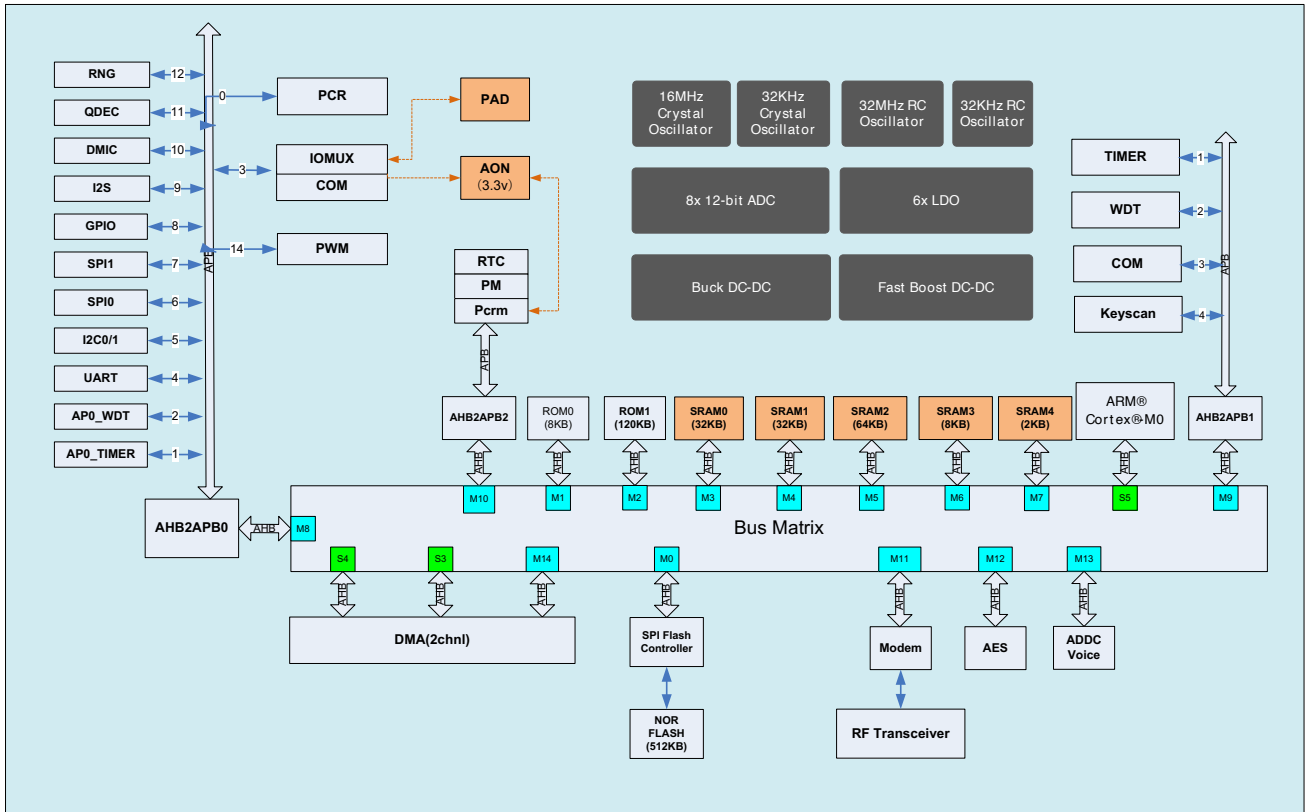 RNG
12
QDEC
11
DMIC
10
I2S
9
GPIO
8
SPI1
7
SPI0
6
I2C0/1
5
UART
4
AP0_WDT
2
AP0_TIMER
1
APB
0
PCR
3
IOMUX
COM
14
PWM
PAD
AON
(3.3v)
RTC
PM
Pcrm
APB
16MHz
Crystal
Oscillator
32KHz
Crystal
Oscillator
32MHz RC
Oscillator
32KHz RC
Oscillator
8x 12-bit ADC
6x LDO
Buck DC-DC
Fast Boost DC-DC
TIMER
1
WDT
2
COM
3
Keyscan
4
APB
AHB2APB2
ROM0
(8KB)
ROM1
(120KB)
SRAM0
(32KB)
SRAM1
(32KB)
SRAM2
(64KB)
SRAM3
(8KB)
SRAM4
(2KB)
ARM®
Cortex®-M0
AHB2APB1
AHB
AHB
AHB
AHB
AHB
AHB
AHB
AHB
AHB
AHB
M10
M1
M2
M3
M4
M5
M6
M7
S5
M9
AHB2APB0
AHB
M8
Bus Matrix
S4
S3
M14
M0
M11
M12
M13
AHB
AHB
AHB
AHB
AHB
AHB
AHB
DMA(2chnl)
SPI Flash
Controller
Modem
AES
ADDC
Voice
NOR
FLASH
(512KB)
RF Transceiver